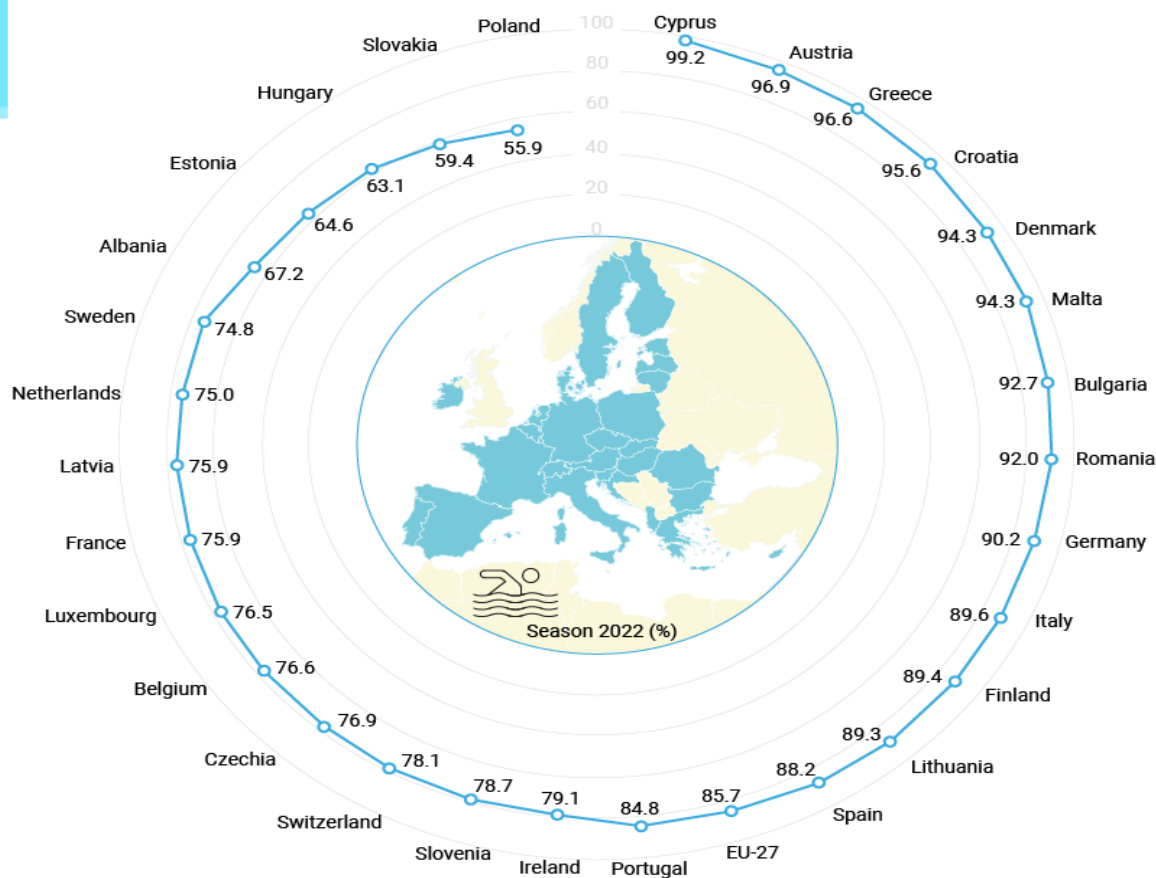 Cyprus
99.2
Austria
96.9
Greece
96.6
Croatia
95.6
Denmark
94.3
Malta
94.3
Bulgaria
92.7
Romania
92.0
Germany
90.2
Italy
89.6
Finland
89.4
Lithuania
89.3
Spain
88.2
EU-27
85.7
Portugal
84.8
Ireland
79.1
Slovenia
78.7
Switzerland
78.1
Czechia
76.9
Belgium
76.6
Luxembourg
76.5
France
75.9
Latvia
75.9
Netherlands
75.0
Sweden
74.8
Albania
67.2
Estonia
64.6
Hungary
63.1
Slovakia
59.4
Poland
55.9
100
80
60
40
20
0
Season 2022 (%)